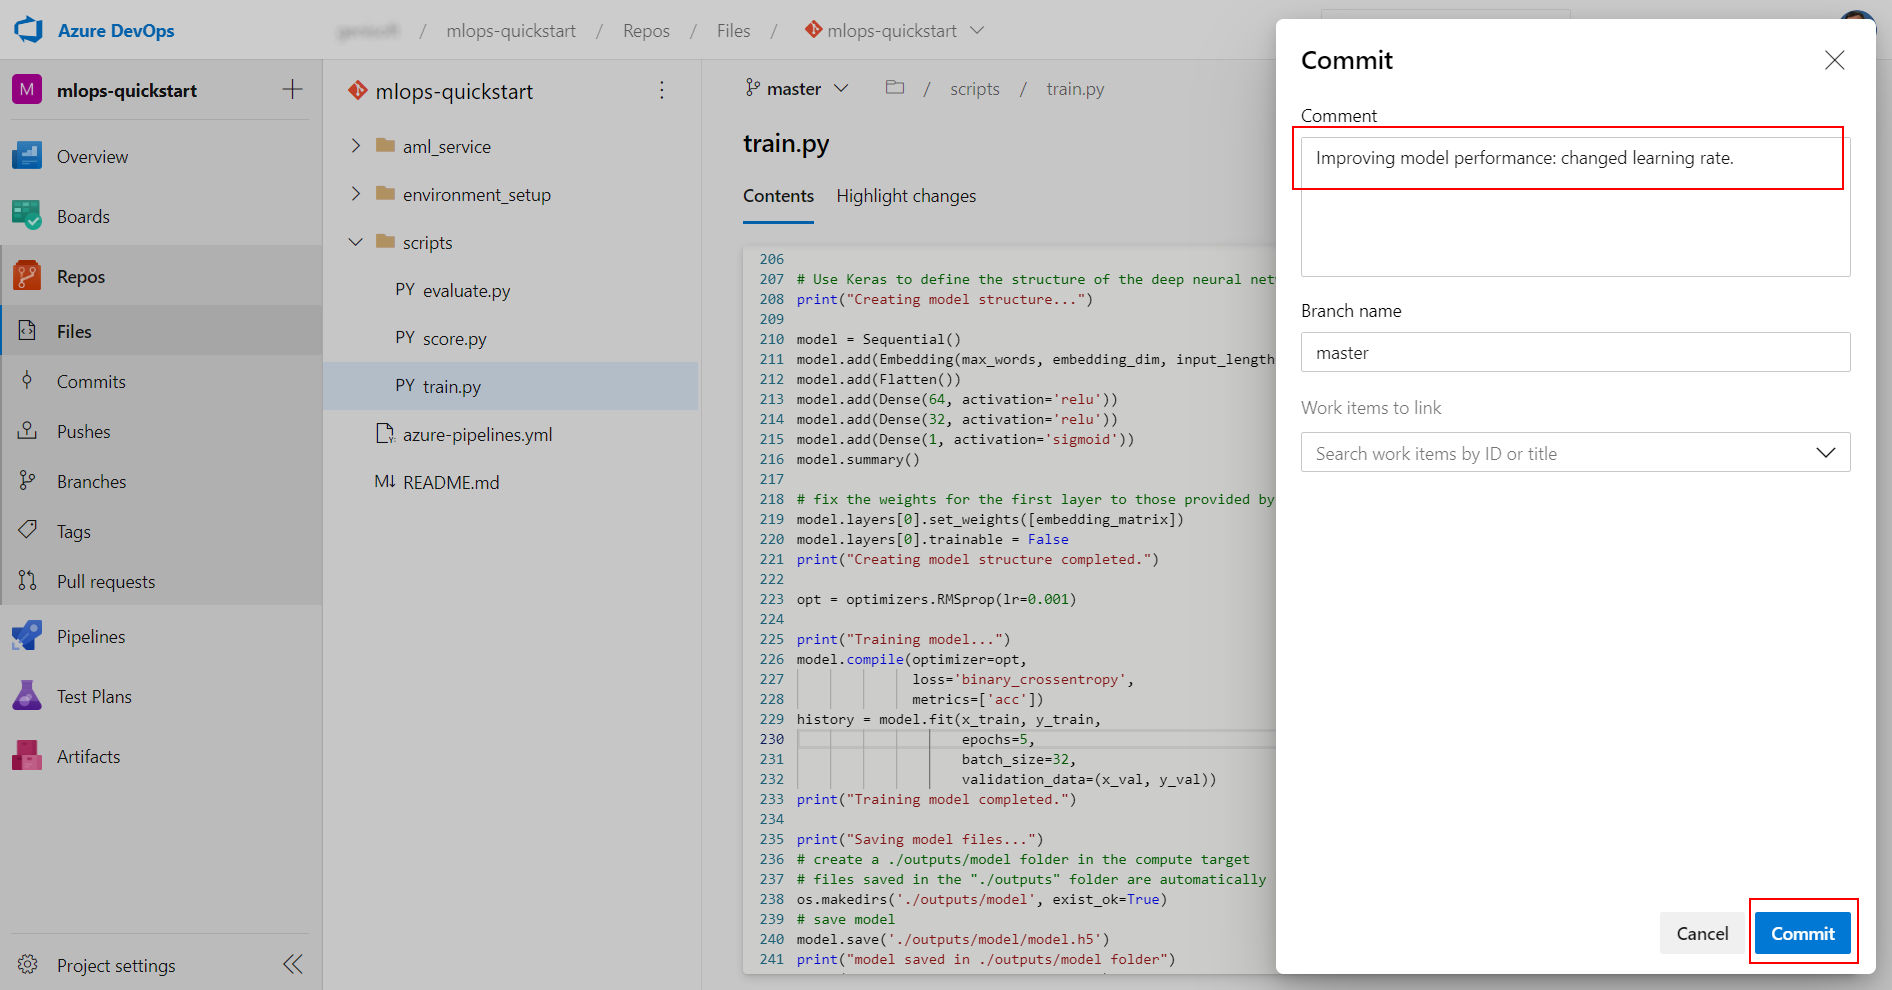 Azure DevOps
/ mlops-quickstart / Repos / Files / mlops-quickstart
M mlops-quickstart
Overview
Boards
Repos
Files
Commits
Pushes
Branches
Tags
Pull requests
Pipelines
Test Plans
Artifacts
Project settings
mlops-quickstart
aml_service
environment_setup
scripts
PY evaluate.py
PY score.py
PY train.py
azure-pipelines.yml
M↓ README.md
master / scripts / train.py
train.py
Contents Highlight changes
206
207 # Use Keras to define the structure of the deep neural net
208 print("Creating model structure...")
209
210 model = Sequential()
211 model.add(Embedding(max_words, embedding_dim, input_length
212 model.add(Flatten())
213 model.add(Dense(64, activation='relu'))
214 model.add(Dense(32, activation='relu'))
215 model.add(Dense(1, activation='sigmoid'))
216 model.summary()
217
218 # fix the weights for the first layer to those provided by
219 model.layers[0].set_weights([embedding_matrix])
220 model.layers[0].trainable = False
221 print("Creating model structure completed.")
222
223 opt = optimizers.RMSprop(lr=0.001)
224
225 print("Training model...")
226 model.compile(optimizer=opt,
227 loss='binary_crossentropy',
228 metrics=['acc'])
229 history = model.fit(x_train, y_train,
230 epochs=5,
231 batch_size=32,
232 validation_data=(x_val, y_val))
233 print("Training model completed.")
234
235 print("Saving model files...")
236 # create a ./outputs/model folder in the compute target
237 # files saved in the "./outputs" folder are automatically
238 os.makedirs('./outputs/model', exist_ok=True)
239 # save model
240 model.save('./outputs/model/model.h5')
241 print("model saved in ./outputs/model folder")
Commit
Comment
Improving model performance: changed learning rate.
Branch name
master
Work items to link
Search work items by ID or title
Cancel Commit